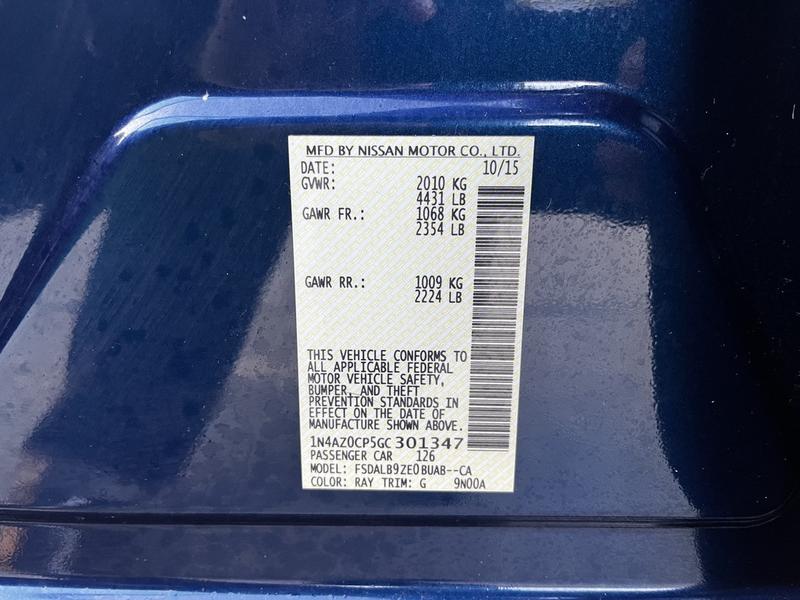 MFD BY NISSAN MOTOR CO., LTD.
DATE: 10/15
GVWR: 2010 KG
4431 LB
GAWR FR.: 1068 KG
2354 LB
GAWR RR.: 1009 KG
2224 LB
THIS VEHICLE CONFORMS TO
ALL APPLICABLE FEDERAL
MOTOR VEHICLE SAFETY,
BUMPER, AND THEFT
PREVENTION STANDARDS IN
EFFECT ON THE DATE OF
MANUFACTURE SHOWN ABOVE.
1N4AZ0CP5GC301347
PASSENGER CAR 126
MODEL: FSDALB9ZE0BUAB--CA
COLOR: RAY TRIM: G 9N00A